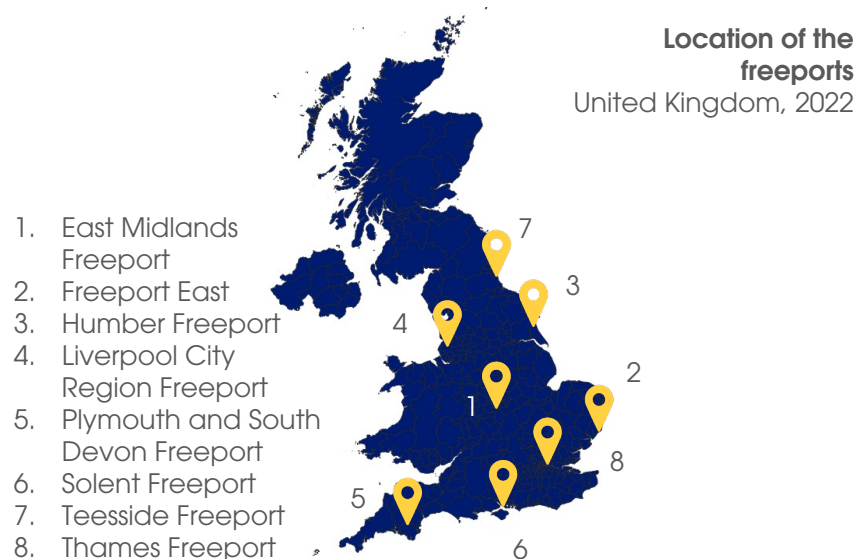 Location of the
freeports
United Kingdom, 2022
1. East Midlands
Freeport
2. Freeport East
3. Humber Freeport
4. Liverpool City
Region Freeport
5. Plymouth and South
Devon Freeport
6. Solent Freeport
7. Teesside Freeport
8. Thames Freeport
7
3
4
2
1
8
5
6